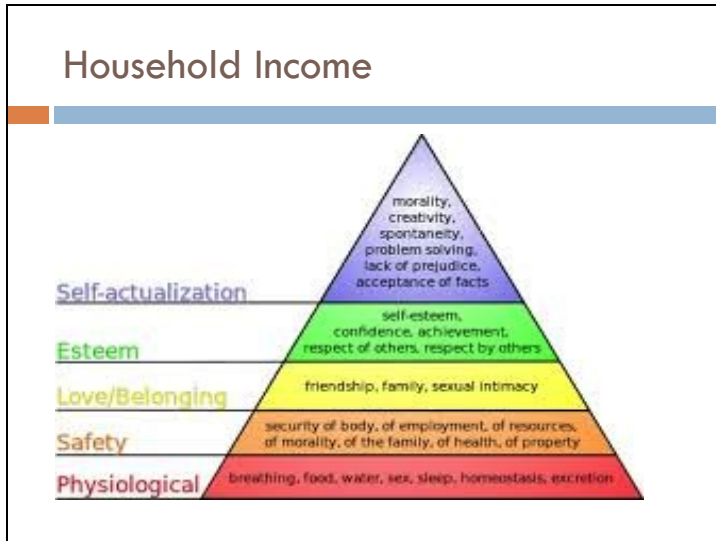 Household Income
morality,
creativity,
spontaneity,
problem solving,
lack of prejudice,
acceptance of facts
Self-actualization
self-esteem,
confidence, achievement,
respect of others, respect by others
Esteem
friendship, family, sexual intimacy
Love/Belonging
security of body, of employment, of resources,
of morality, of the family, of health, of property
Safety
breathing, food, water, sex, sleep, homeostasis, excretion
Physiological